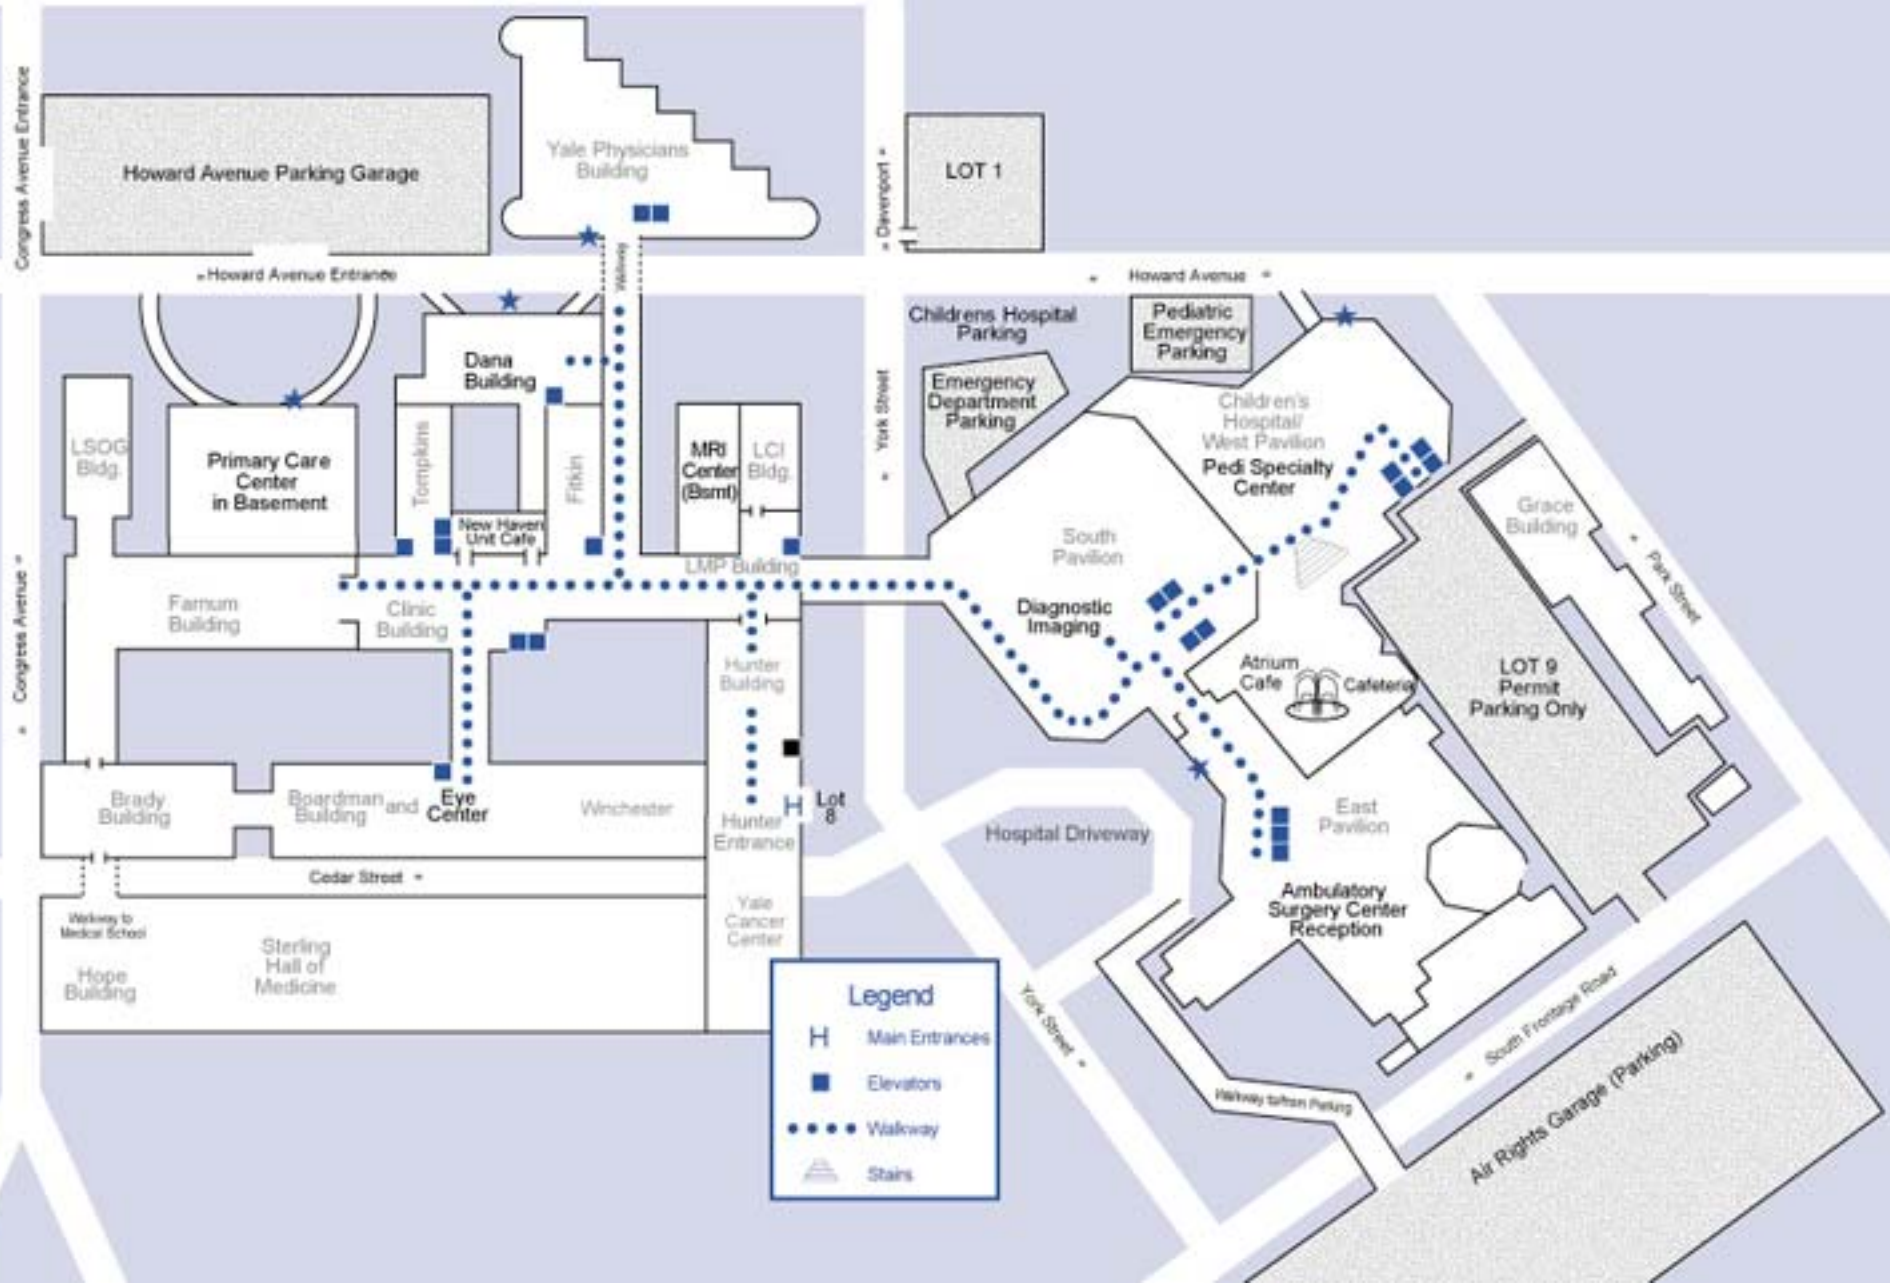 Congress Avenue Entrance
Howard Avenue Parking Garage
Yale Physicians
Building
Davenport
LOT 1
Howard Avenue Entrance
Walkway
Howard Avenue
Childrens Hospital
Parking
Pediatric
Emergency
Parking
Dana
Building
Emergency
Department
Parking
York Street
Children's
Hospital/
West Pavilion
Pedi Specialty
Center
LSOG
Bldg.
Primary Care
Center
in Basement
Tompkins
Fitkin
MRI
Center
(Bsmt)
LCI
Bldg.
New Haven
Unit Cafe
Grace
Building
South
Pavilion
LMP Building
Park Street
Congress Avenue
Farnum
Building
Clinic
Building
Diagnostic
Imaging
Hunter
Building
Atrium
Cafe
Cafeteria
LOT 9
Permit
Parking Only
Brady
Building
Boardman
Building
and
Eye
Center
Winchester
Hunter
Entrance
H
Lot
8
Hospital Driveway
East
Pavilion
Cedar Street
Ambulatory
Surgery Center
Reception
Walkway to
Medical School
Hope
Building
Sterling
Hall of
Medicine
Yale
Cancer
Center
Legend
H Main Entrances
Elevators
Walkway
Stairs
York Street
South Frontage Road
Walkway to/from Parking
Air Rights Garage (Parking)